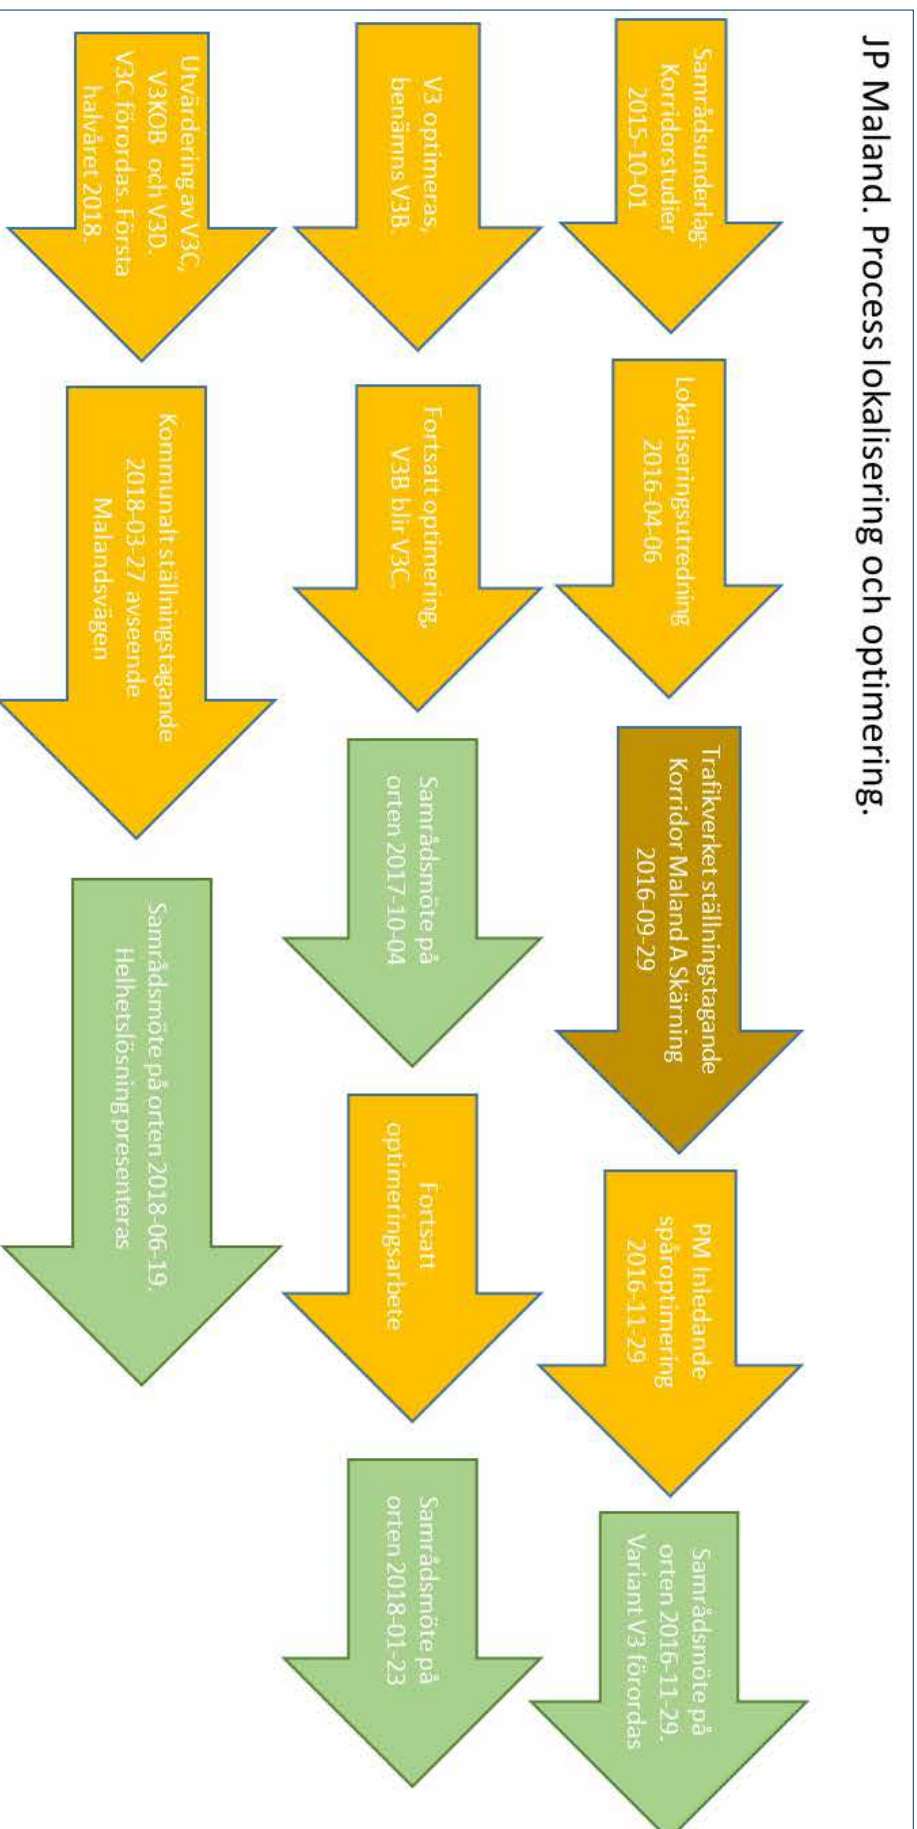 JP Maland. Process lokalisering och optimering.
Samrådsunderlag-
Korridorstudier
2015-10-01
Lokaliseringsutredning
2016-04-06
Trafikverket ställningstagande
Korridor Maland A Skärning
2016-09-29
PM Inledande
spåroptimering
2016-11-29
Samrådsmöte på
orten 2016-11-29.
Variant V3 förordas
V3 optimeras,
benämns V3B
Fortsatt optimering,
V3B blir V3C
Samrådsmöte på
orten 2017-10-04
Fortsatt
optimeringsarbete
Samrådsmöte på
orten 2018-01-23
Utvärdering av V3C,
V3KOB och V3D.
V3C förordas. Första
halvåret 2018.
Kommunalt ställningstagande
2018-03-27 avseende
Malandsvägen
Samrådsmöte på orten 2018-06-19.
Helhetslösning presenteras